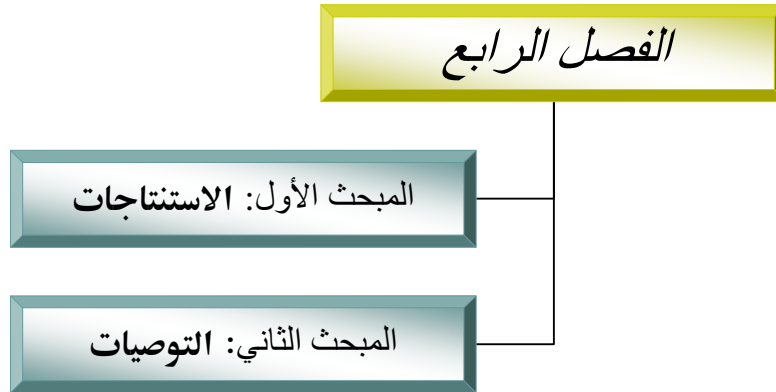 الفصل الرابع
المبحث الأول: الاستنتاجات
المبحث الثاني: التوصيات